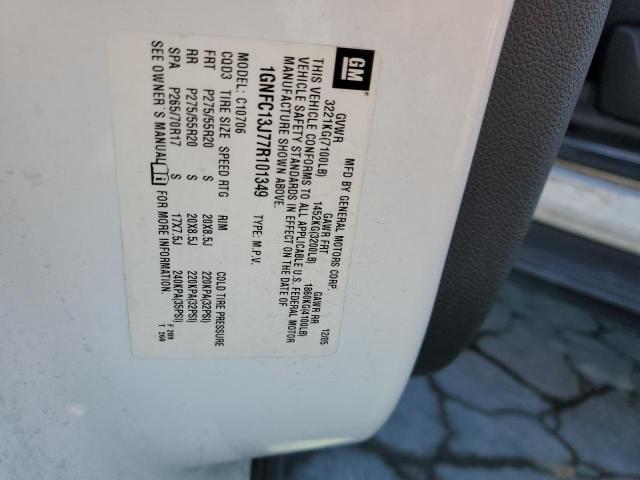 GM
MFD BY GENERAL MOTORS CORP. 12/05
GVWR GAWR FRT GAWR RR
3221KG(7100LB) 1452KG(3200LB) 1860KG(4100LB)
THIS VEHICLE CONFORMS TO ALL APPLICABLE U.S. FEDERAL MOTOR
VEHICLE SAFETY STANDARDS IN EFFECT ON THE DATE OF
MANUFACTURE SHOWN ABOVE.
1GNFC13J77R101349 TYPE: M.P.V.
MODEL: C10706
CQD3 TIRE SIZE SPEED RTG RIM COLD TIRE PRESSURE
FRT P275/55R20 S 20X8.5J 220KPA(32PSI)
RR P275/55R20 S 20X8.5J 220KPA(32PSI)
SPA P265/70R17 S 17X7.5J 240KPA(35PSI)
SEE OWNER'S MANUAL FOR MORE INFORMATION.
F 209
T 260